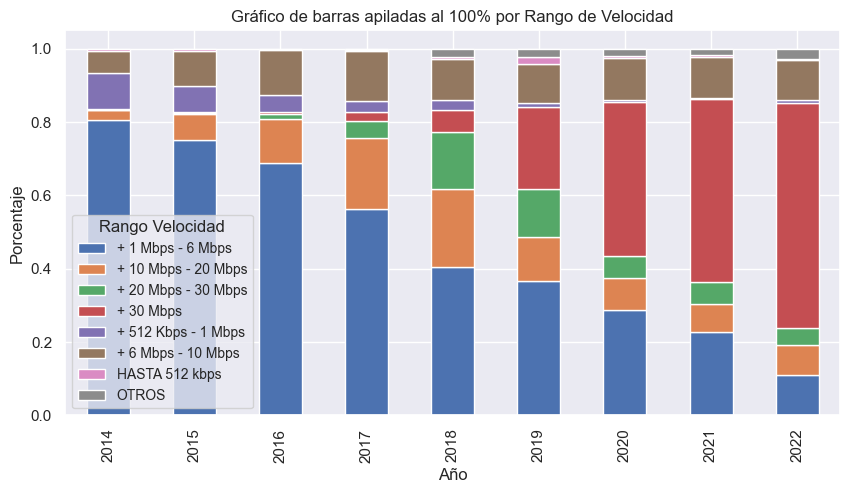 Gráfico de barras apiladas al 100% por Rango de Velocidad
Porcentaje
1.0
0.8
0.6
0.4
0.2
0.0
Rango Velocidad
+ 1 Mbps - 6 Mbps
+ 10 Mbps - 20 Mbps
+ 20 Mbps - 30 Mbps
+ 30 Mbps
+ 512 Kbps - 1 Mbps
+ 6 Mbps - 10 Mbps
HASTA 512 kbps
OTROS
2014
2015
2016
2017
2018
2019
2020
2021
2022
Año